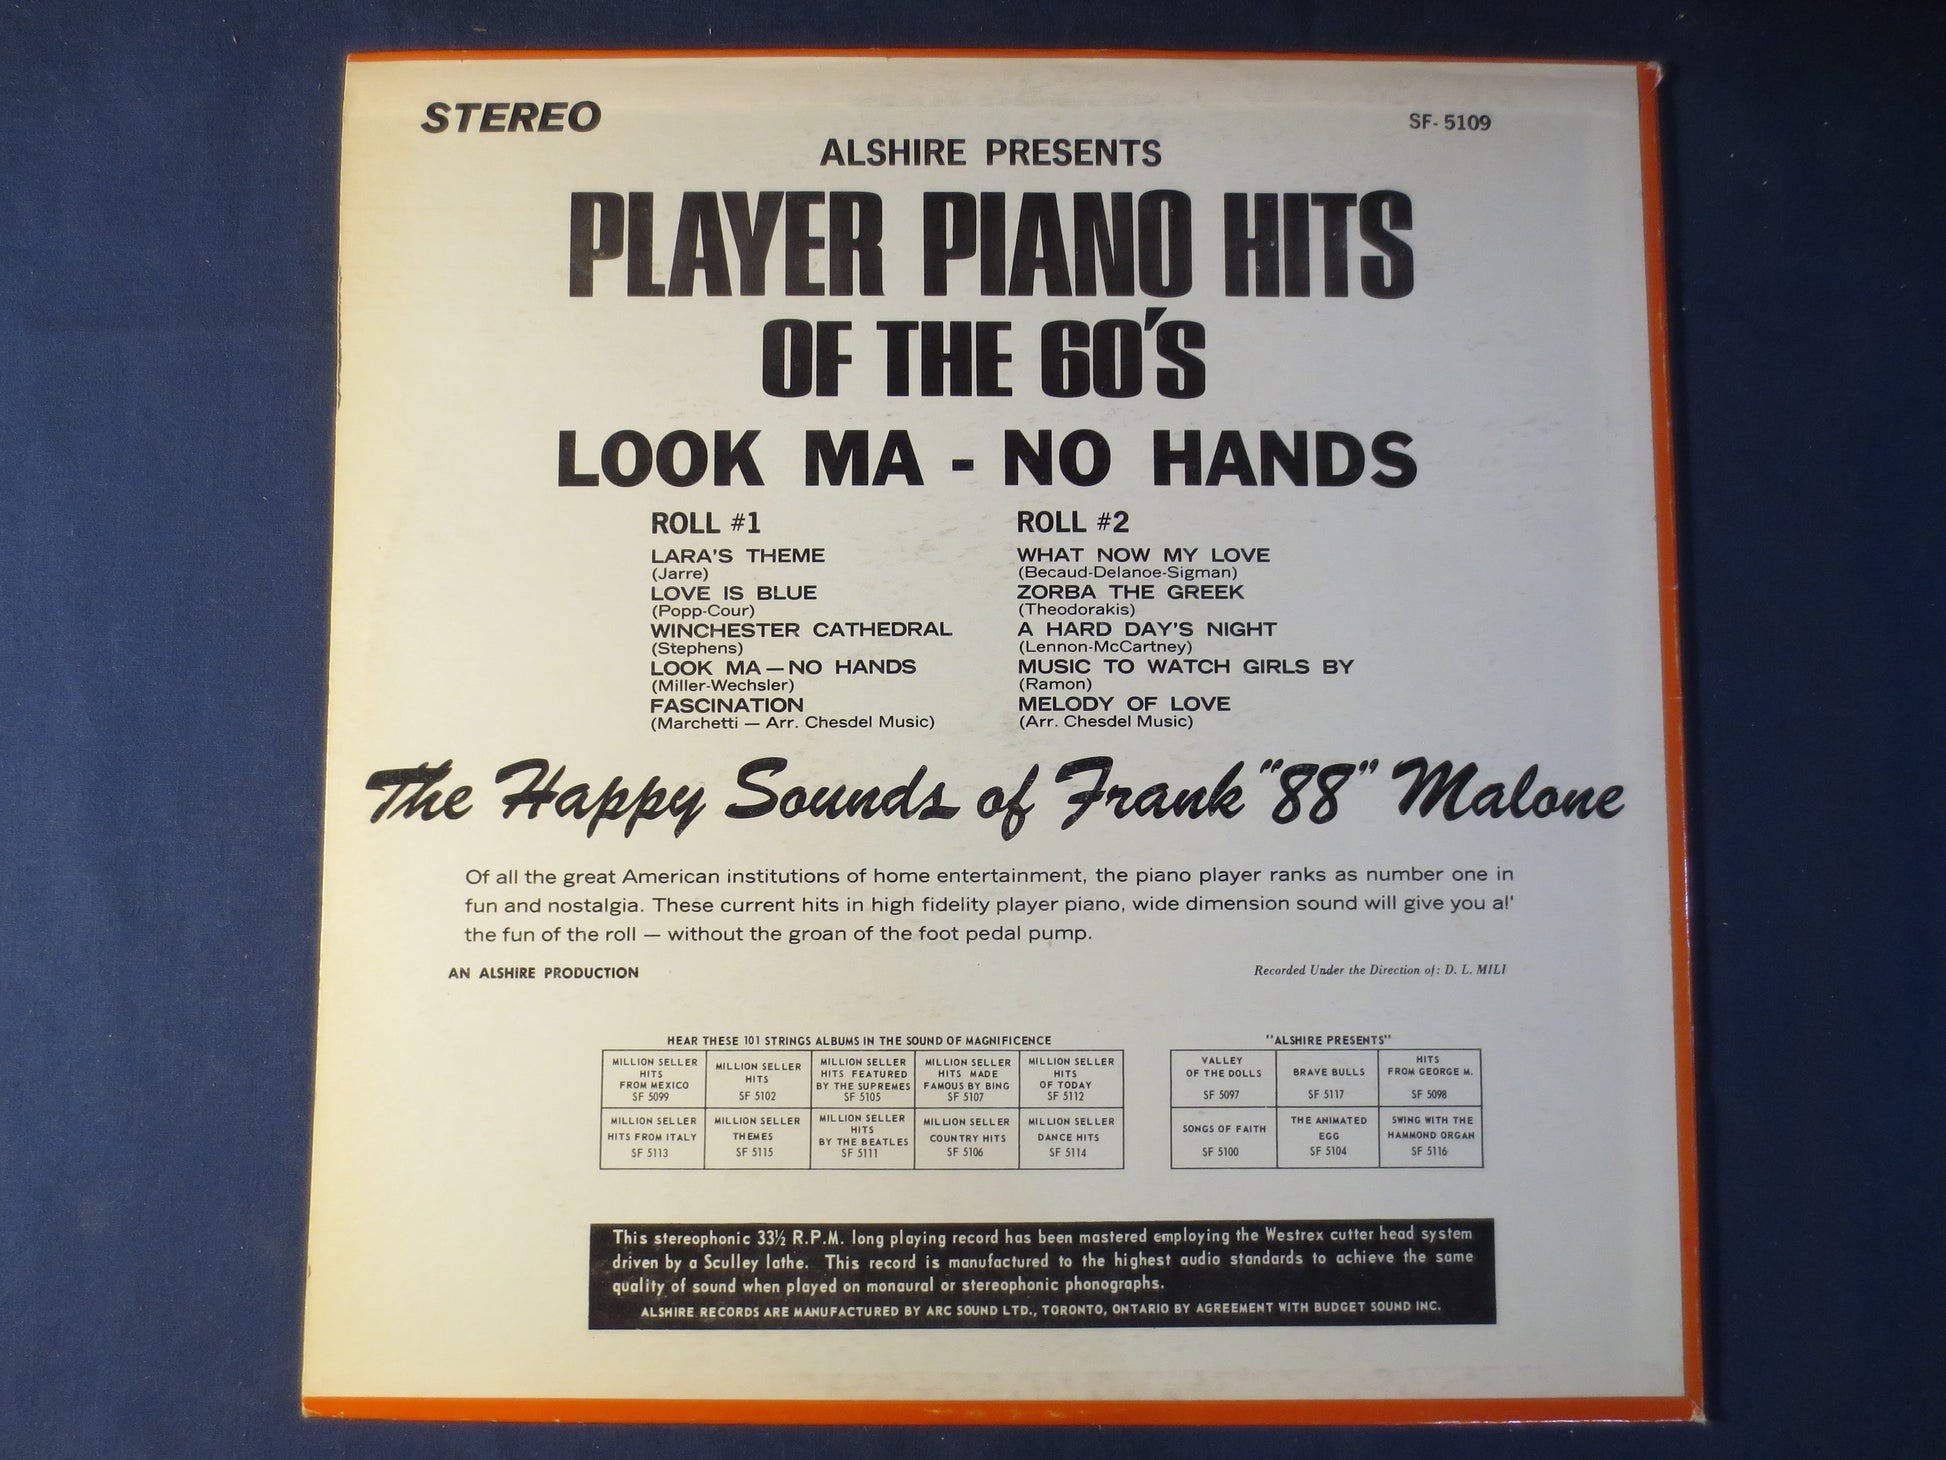 STEREO
SF- 5109
ALSHIRE PRESENTS
PLAYER PIANO HITS
OF THE 60'S
LOOK MA - NO HANDS
ROLL #1
LARA'S THEME
(Jarre)
LOVE IS BLUE
(Popp-Cour)
WINCHESTER CATHEDRAL
(Stephens)
LOOK MA — NO HANDS
(Miller-Wechsler)
FASCINATION
(Marchetti — Arr. Chesdel Music)
ROLL #2
WHAT NOW MY LOVE
(Becaud-Delanoe-Sigman)
ZORBA THE GREEK
(Theodorakis)
A HARD DAY'S NIGHT
(Lennon-McCartney)
MUSIC TO WATCH GIRLS BY
(Ramon)
MELODY OF LOVE
(Arr. Chesdel Music)
The Happy Sounds of Frank "88" Malone
Of all the great American institutions of home entertainment, the piano player ranks as number one in
fun and nostalgia. These current hits in high fidelity player piano, wide dimension sound will give you al'
the fun of the roll — without the groan of the foot pedal pump.
AN ALSHIRE PRODUCTION
Recorded Under the Direction of: D. L. MILI
HEAR THESE 101 STRINGS ALBUMS IN THE SOUND OF MAGNIFICENCE
MILLION SELLER
HITS
FROM MEXICO
SF 5099
MILLION SELLER
HITS
SF 5102
MILLION SELLER
HITS FEATURED
BY THE SUPREMES
SF 5105
MILLION SELLER
HITS MADE
FAMOUS BY BING
SF 5107
MILLION SELLER
HITS
OF TODAY
SF 5112
MILLION SELLER
HITS FROM ITALY
SF 5113
MILLION SELLER
THEMES
SF 5115
MILLION SELLER
HITS
BY THE BEATLES
SF 5111
MILLION SELLER
COUNTRY HITS
SF 5106
MILLION SELLER
DANCE HITS
SF 5114
"ALSHIRE PRESENTS"
VALLEY
OF THE DOLLS
SF 5097
BRAVE BULLS
SF 5117
HITS
FROM GEORGE M.
SF 5098
SONGS OF FAITH
SF 5100
THE ANIMATED
EGG
SF 5104
SWING WITH THE
HAMMOND ORGAN
SF 5116
This stereophonic 33⅓ R.P.M. long playing record has been mastered employing the Westrex cutter head system
driven by a Sculley lathe. This record is manufactured to the highest audio standards to achieve the same
quality of sound when played on monaural or stereophonic phonographs.
ALSHIRE RECORDS ARE MANUFACTURED BY ARC SOUND LTD., TORONTO, ONTARIO BY AGREEMENT WITH BUDGET SOUND INC.